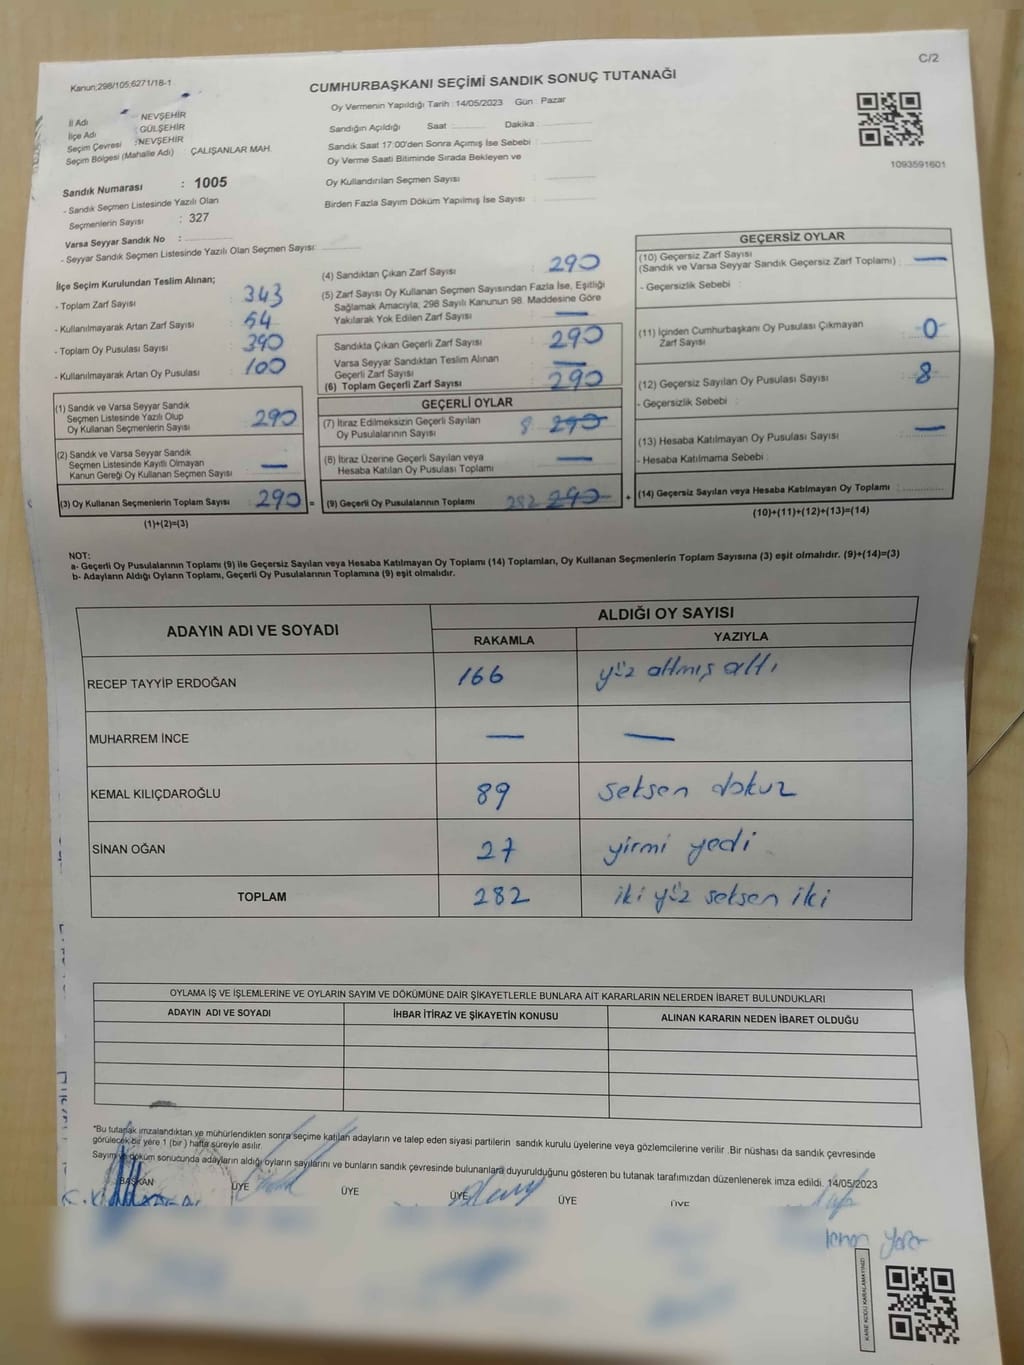 Kanun;298/105;6271/18-1
C/2
CUMHURBAŞKANI SEÇİMİ SANDIK SONUÇ TUTANAĞI
İl Adı : NEVŞEHİR
İlçe Adı : GÜLŞEHİR
Seçim Çevresi : NEVŞEHİR
Seçim Bölgesi (Mahalle Adı) : ÇALIŞANLAR MAH.
Sandık Numarası : 1005
- Sandık Seçmen Listesinde Yazılı Olan
Seçmenlerin Sayısı : 327
Varsa Seyyar Sandık No :
- Seyyar Sandık Seçmen Listesinde Yazılı Olan Seçmen Sayısı:
Oy Vermenin Yapıldığı Tarih : 14/05/2023 Gün : Pazar
Sandığın Açıldığı Saat : Dakika :
Sandık Saat 17:00'den Sonra Açımış İse Sebebi :
Oy Verme Saati Bitiminde Sırada Bekleyen ve
Oy Kullandırılan Seçmen Sayısı :
Birden Fazla Sayım Döküm Yapılmış İse Sayısı :
1093591601
İlçe Seçim Kurulundan Teslim Alınan;
- Toplam Zarf Sayısı : 343
- Kullanılmayarak Artan Zarf Sayısı : 54
- Toplam Oy Pusulası Sayısı : 390
- Kullanılmayarak Artan Oy Pusulası : 100
(1) Sandık ve Varsa Seyyar Sandık
Seçmen Listesinde Yazılı Olup
Oy Kullanan Seçmenlerin Sayısı : 290
(2) Sandık ve Varsa Seyyar Sandık
Seçmen Listesinde Kayıtlı Olmayan
Kanun Gereği Oy Kullanan Seçmen Sayısı : —
(3) Oy Kullanan Seçmenlerin Toplam Sayısı : 290 =
(1)+(2)=(3)
(4) Sandıktan Çıkan Zarf Sayısı : 290
(5) Zarf Sayısı Oy Kullanan Seçmen Sayısından Fazla İse, Eşitliği
Sağlamak Amacıyla, 298 Sayılı Kanunun 98. Maddesine Göre
Yakılarak Yok Edilen Zarf Sayısı : —
Sandıkta Çıkan Geçerli Zarf Sayısı : 290
Varsa Seyyar Sandıktan Teslim Alınan
Geçerli Zarf Sayısı : —
(6) Toplam Geçerli Zarf Sayısı : 290
GEÇERLİ OYLAR
(7) İtiraz Edilmeksizin Geçerli Sayılan
Oy Pusulalarının Sayısı : 8 290
(8) İtiraz Üzerine Geçerli Sayılan veya
Hesaba Katılan Oy Pusulası Toplamı : —
(9) Geçerli Oy Pusulalarının Toplamı : 282 290 +
GEÇERSİZ OYLAR
(10) Geçersiz Zarf Sayısı
(Sandık ve Varsa Seyyar Sandık Geçersiz Zarf Toplamı) : —
- Geçersizlik Sebebi :
(11) İçinden Cumhurbaşkanı Oy Pusulası Çıkmayan
Zarf Sayısı : 0
(12) Geçersiz Sayılan Oy Pusulası Sayısı : 8
- Geçersizlik Sebebi :
(13) Hesaba Katılmayan Oy Pusulası Sayısı : —
- Hesaba Katılmama Sebebi :
(14) Geçersiz Sayılan veya Hesaba Katılmayan Oy Toplamı :
(10)+(11)+(12)+(13)=(14)
NOT:
a- Geçerli Oy Pusulalarının Toplamı (9) ile Geçersiz Sayılan veya Hesaba Katılmayan Oy Toplamı (14) Toplamları, Oy Kullanan Seçmenlerin Toplam Sayısına (3) eşit olmalıdır. (9)+(14)=(3)
b- Adayların Aldığı Oyların Toplamı, Geçerli Oy Pusulalarının Toplamına (9) eşit olmalıdır.
ADAYIN ADI VE SOYADI
ALDIĞI OY SAYISI
RAKAMLA YAZIYLA
RECEP TAYYİP ERDOĞAN 166 yüz altmış altı
MUHARREM İNCE — —
KEMAL KILIÇDAROĞLU 89 seksen dokuz
SİNAN OĞAN 27 yirmi yedi
TOPLAM 282 iki yüz seksen iki
OYLAMA İŞ VE İŞLEMLERİNE VE OYLARIN SAYIM VE DÖKÜMÜNE DAİR ŞİKAYETLERLE BUNLARA AİT KARARLARIN NELERDEN İBARET BULUNDUKLARI
ADAYIN ADI VE SOYADI İHBAR İTİRAZ VE ŞİKAYETİN KONUSU ALINAN KARARIN NEDEN İBARET OLDUĞU
*Bu tutanak imzalandıktan ve mühürlendikten sonra seçime katılan adayların ve talep eden siyasi partilerin sandık kurulu üyelerine veya gözlemcilerine verilir. Bir nüshası da sandık çevresinde
görülecek bir yere 1 (bir) hafta süreyle asılır.
Sayım ve döküm sonucunda adayların aldığı oyların sayılarını ve bunların sandık çevresinde bulunanlara duyurulduğunu gösteren bu tutanak tarafımızdan düzenlenerek imza edildi. 14/05/2023
BAŞKAN ÜYE ÜYE ÜYE ÜYE ÜYE
KARE KODU KARALAMAYINIZ!